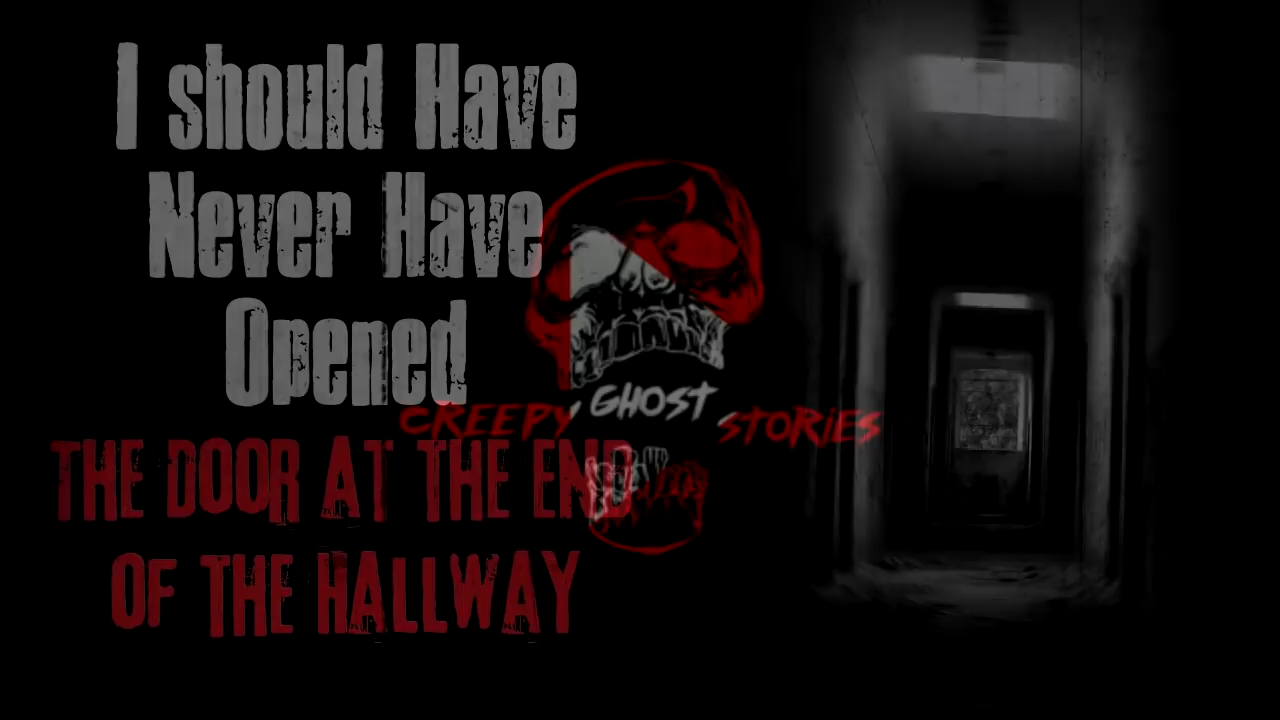 I should Have
Never Have
Opened
CREEPY GHOST STORIES
THE DOOR AT THE END
OF THE HALLWAY